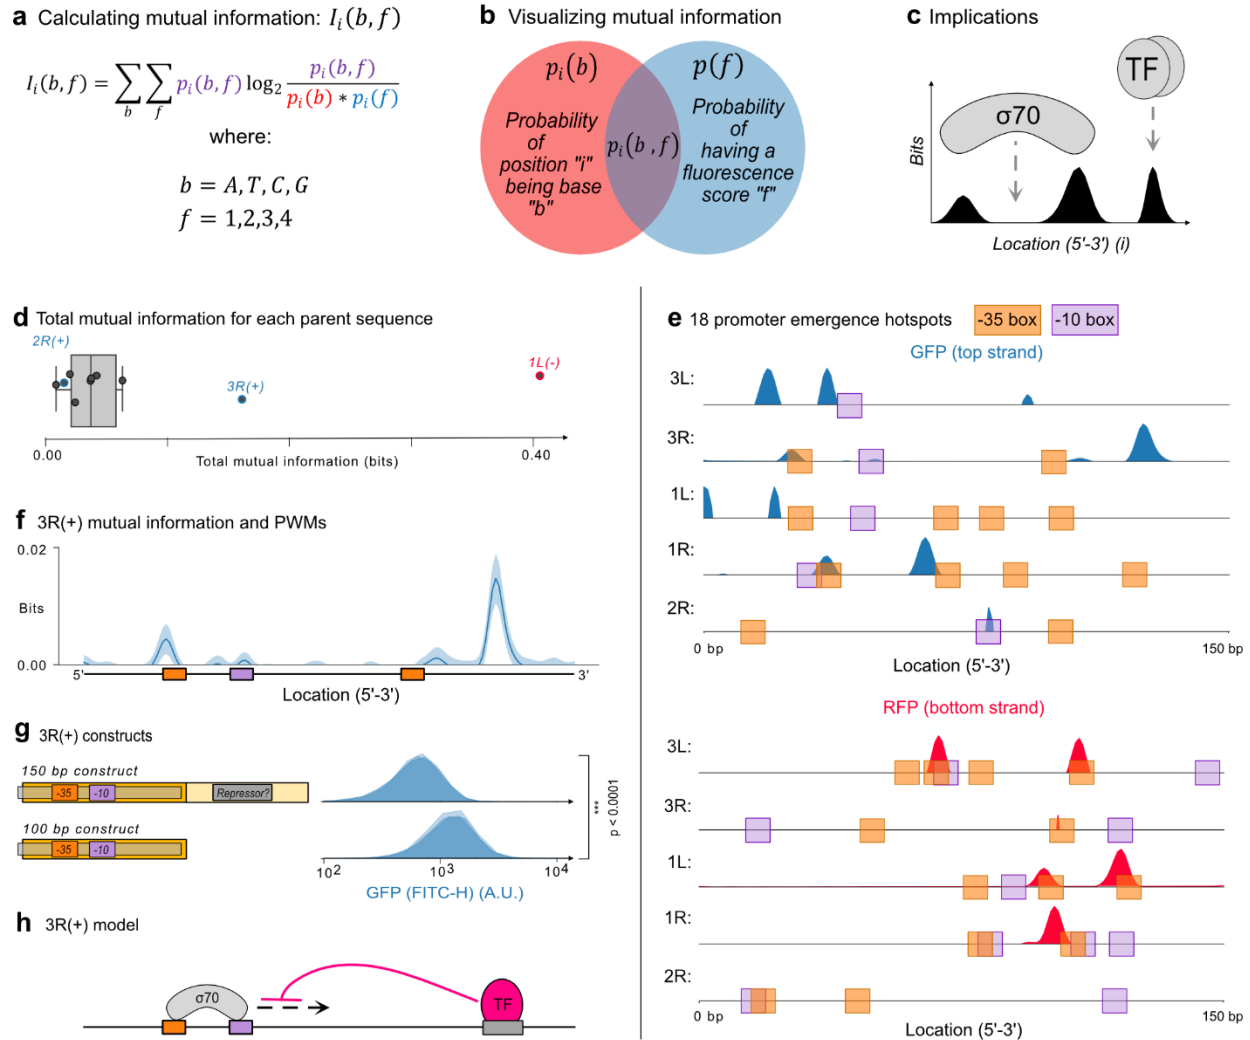 a Calculating mutual information: I_i(b, f)
I_i(b, f) = ∑_b ∑_f p_i(b, f) log_2 p_i(b, f) / p_i(b) * p_i(f)
where:
b = A, T, C, G
f = 1,2,3,4
b Visualizing mutual information
p_i(b)
Probability
of
position "i"
being base
"b"
p_i(b ,f)
p(f)
Probability
of
having a
fluorescence
score "f"
c Implications
TF
σ70
Bits
Location (5'-3') (i)
d Total mutual information for each parent sequence
2R(+)
3R(+)
1L(-)
0.00
Total mutual information (bits)
0.40
e 18 promoter emergence hotspots
-35 box
-10 box
GFP (top strand)
3L:
3R:
1L:
1R:
2R:
0 bp
150 bp
Location (5'-3')
RFP (bottom strand)
3L:
3R:
1L:
1R:
2R:
0 bp
150 bp
Location (5'-3')
f 3R(+) mutual information and PWMs
0.02
Bits
0.00
5'
3'
Location (5'-3')
g 3R(+) constructs
150 bp construct
-35
-10
Repressor?
100 bp construct
-35
-10
10^2
10^3
10^4
GFP (FITC-H) (A.U.)
***
p < 0.0001
h 3R(+) model
σ70
TF